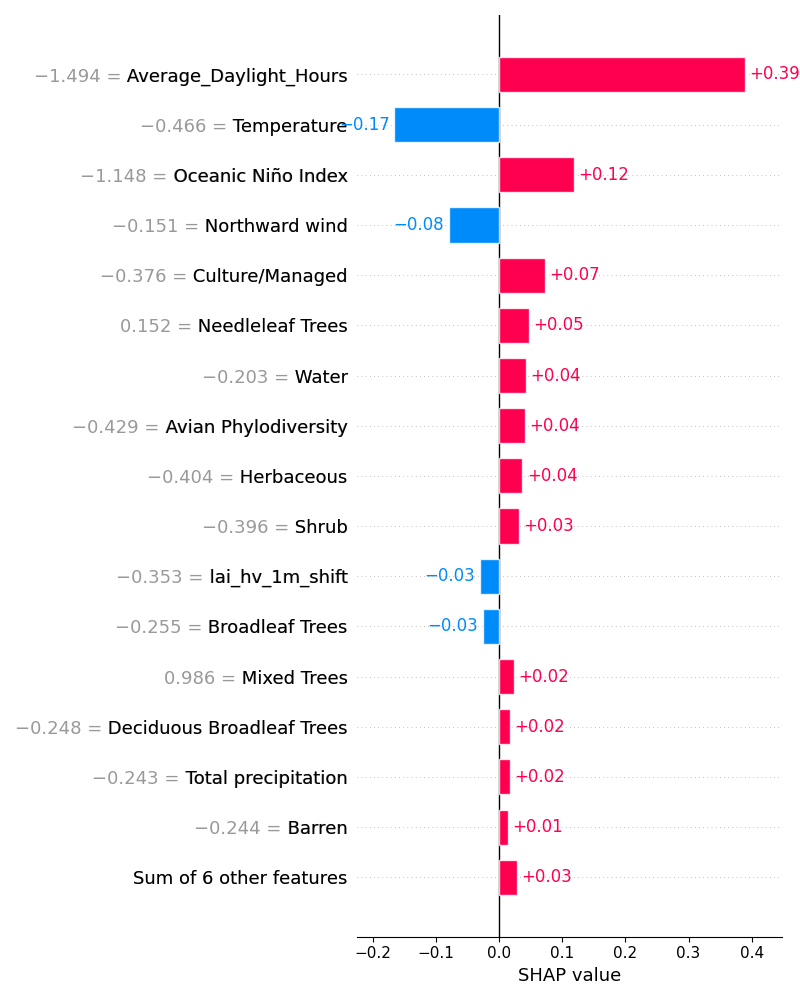 −1.494 = Average_Daylight_Hours +0.39
−0.466 = Temperature −0.17
−1.148 = Oceanic Niño Index +0.12
−0.151 = Northward wind −0.08
−0.376 = Culture/Managed +0.07
0.152 = Needleleaf Trees +0.05
−0.203 = Water +0.04
−0.429 = Avian Phylodiversity +0.04
−0.404 = Herbaceous +0.04
−0.396 = Shrub +0.03
−0.353 = lai_hv_1m_shift −0.03
−0.255 = Broadleaf Trees −0.03
0.986 = Mixed Trees +0.02
−0.248 = Deciduous Broadleaf Trees +0.02
−0.243 = Total precipitation +0.02
−0.244 = Barren +0.01
Sum of 6 other features +0.03
−0.2 −0.1 0.0 0.1 0.2 0.3 0.4
SHAP value